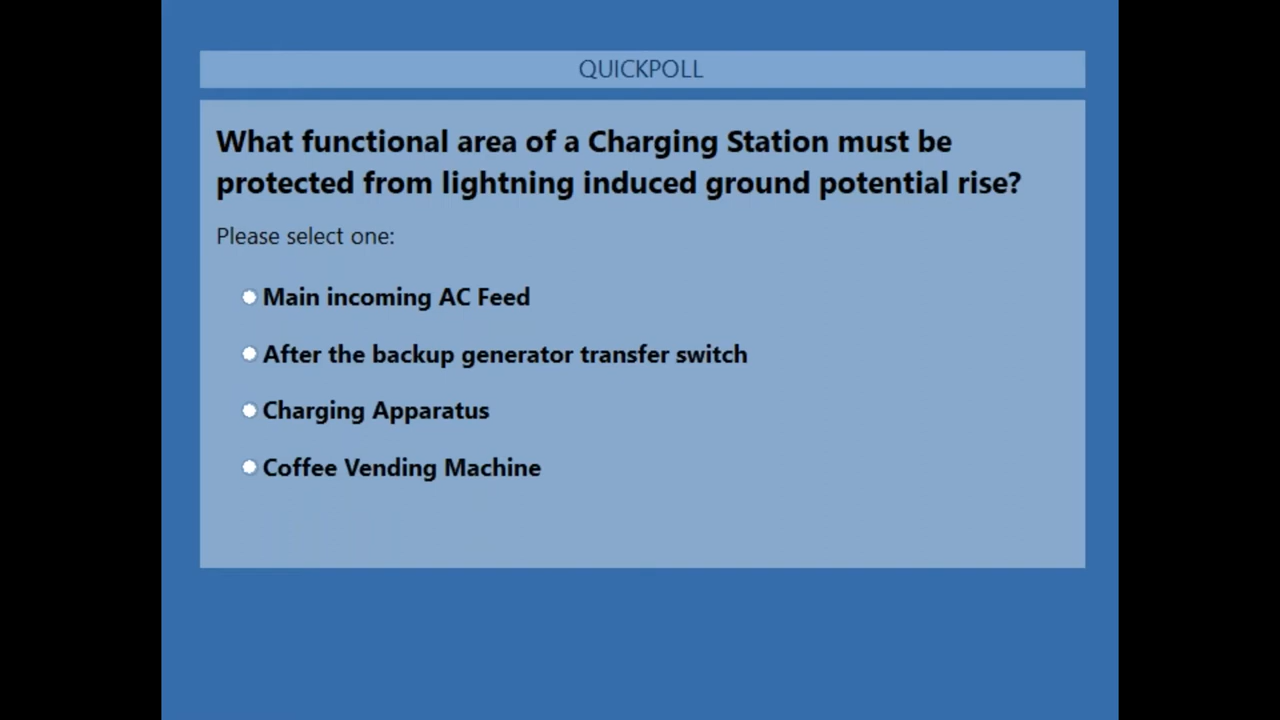 QUICKPOLL
What functional area of a Charging Station must be
protected from lightning induced ground potential rise?
Please select one:
Main incoming AC Feed
After the backup generator transfer switch
Charging Apparatus
Coffee Vending Machine